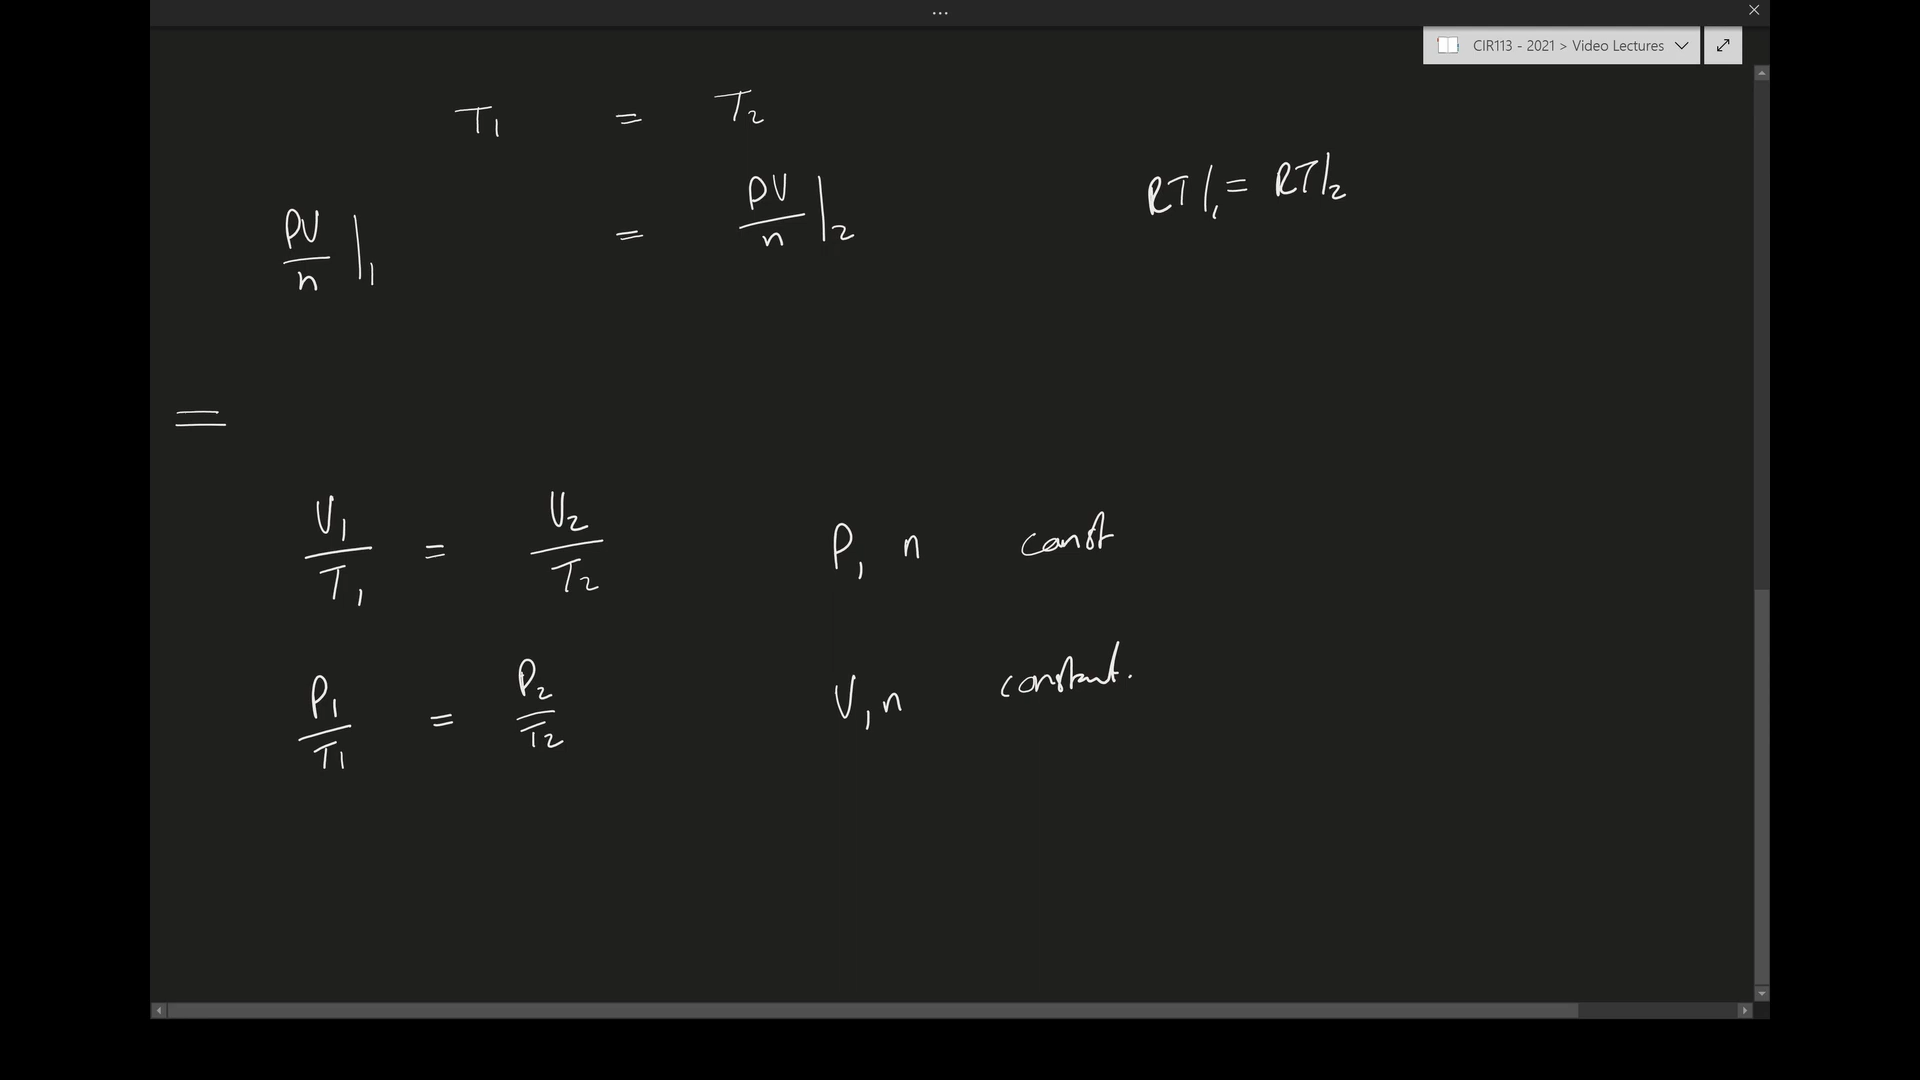 ...
CIR113 - 2021 > Video Lectures
T₁ = T₂
PV/n |₁ = PV/n |₂
RT|₁ = RT|₂
=
V₁/T₁ = V₂/T₂ P, n const
P₁/T₁ = P₂/T₂ V, n constant.